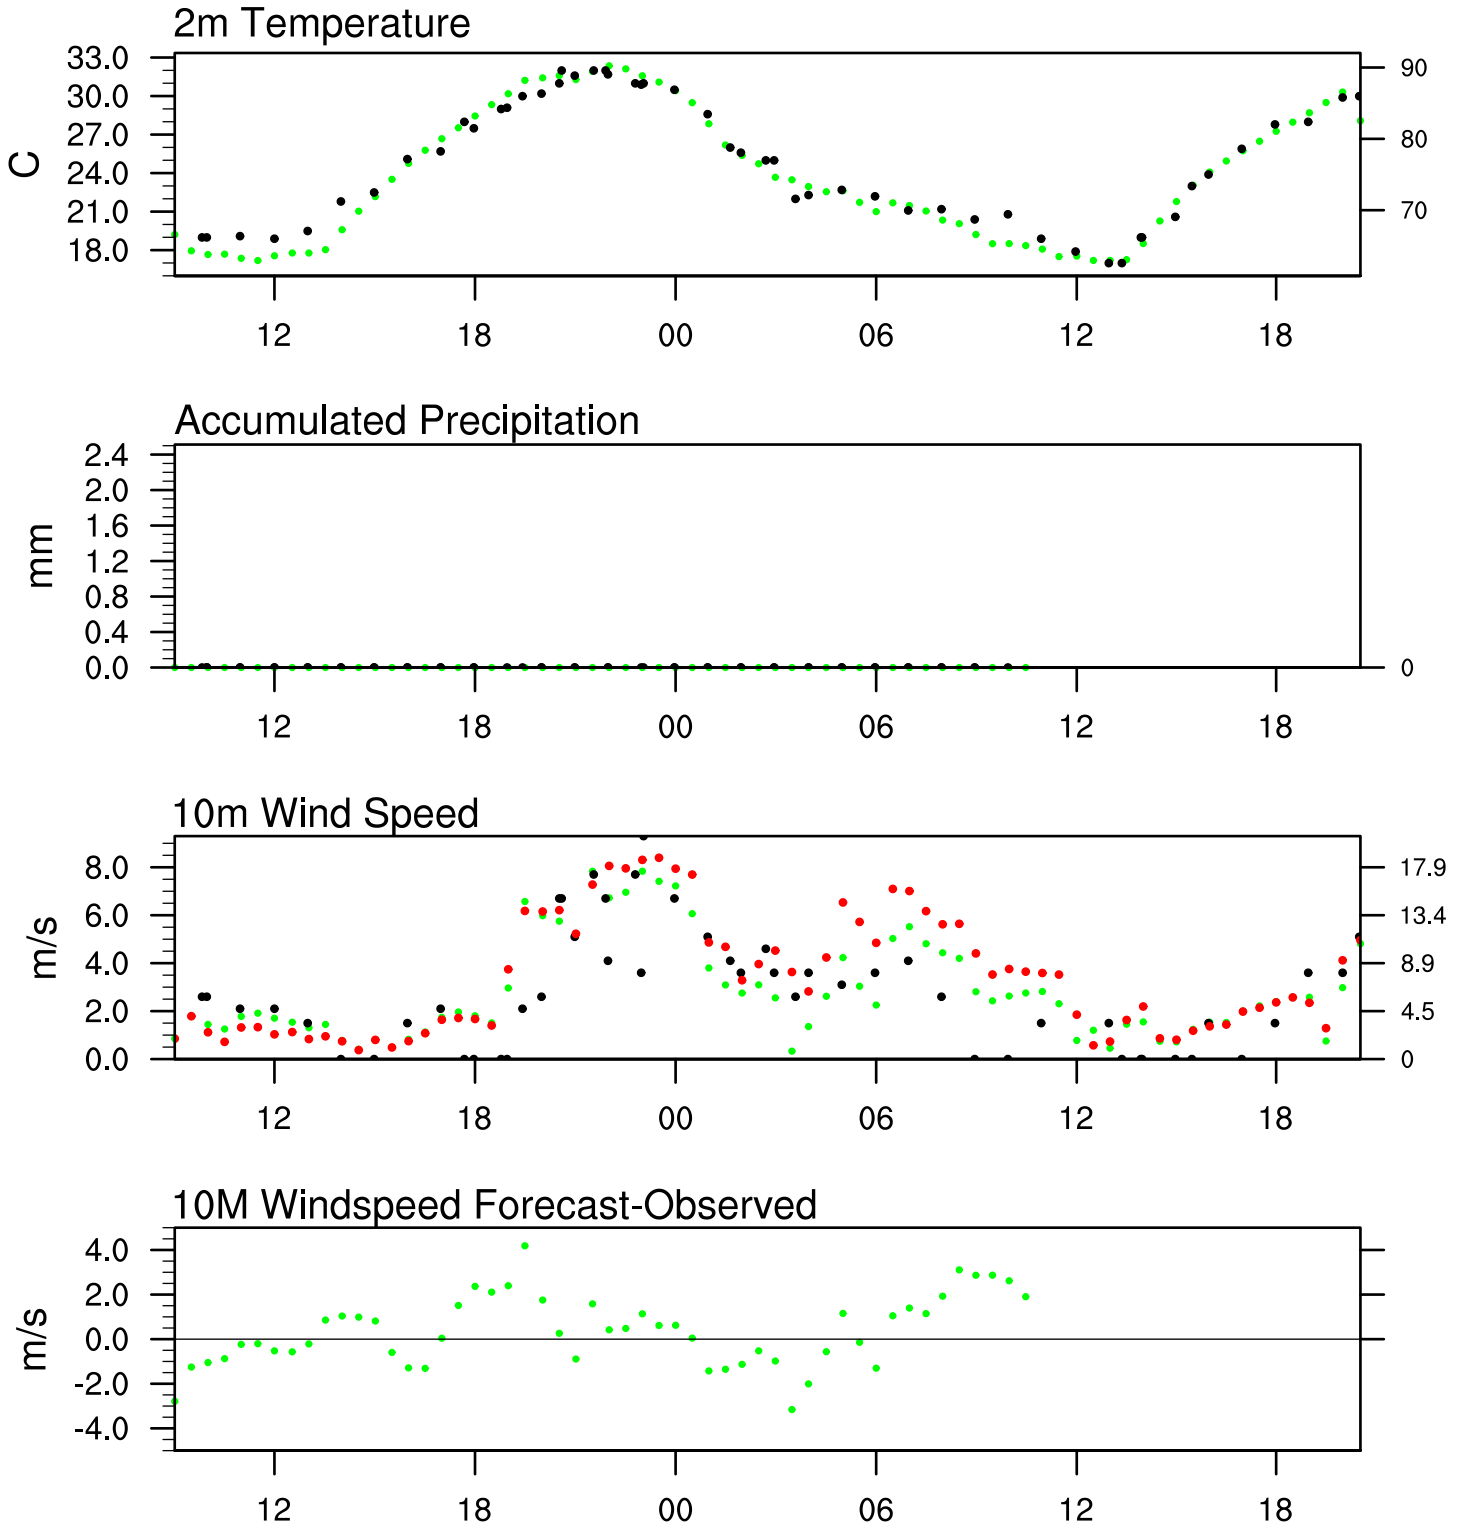 2m Temperature
33.0
30.0
27.0
24.0
21.0
18.0
C
90
80
70
12 18 00 06 12 18
Accumulated Precipitation
2.4
2.0
1.6
1.2
0.8
0.4
0.0
mm
0
12 18 00 06 12 18
10m Wind Speed
8.0
6.0
4.0
2.0
0.0
m/s
17.9
13.4
8.9
4.5
0
12 18 00 06 12 18
10M Windspeed Forecast-Observed
4.0
2.0
0.0
-2.0
-4.0
m/s
12 18 00 06 12 18